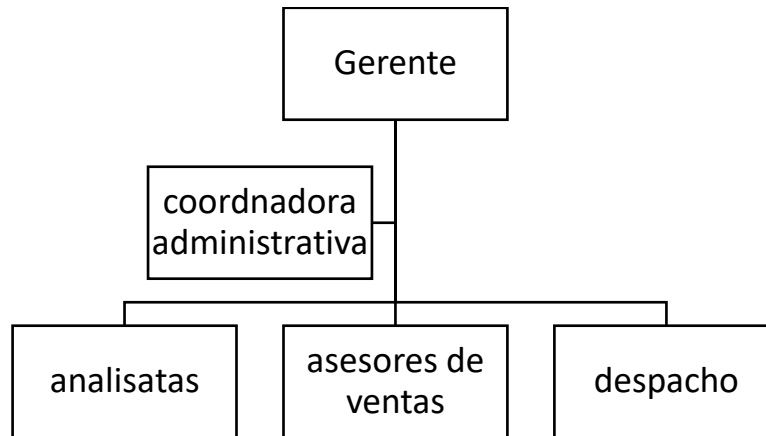 Gerente
coordnadora
administrativa
analisatas
asesores de
ventas
despacho